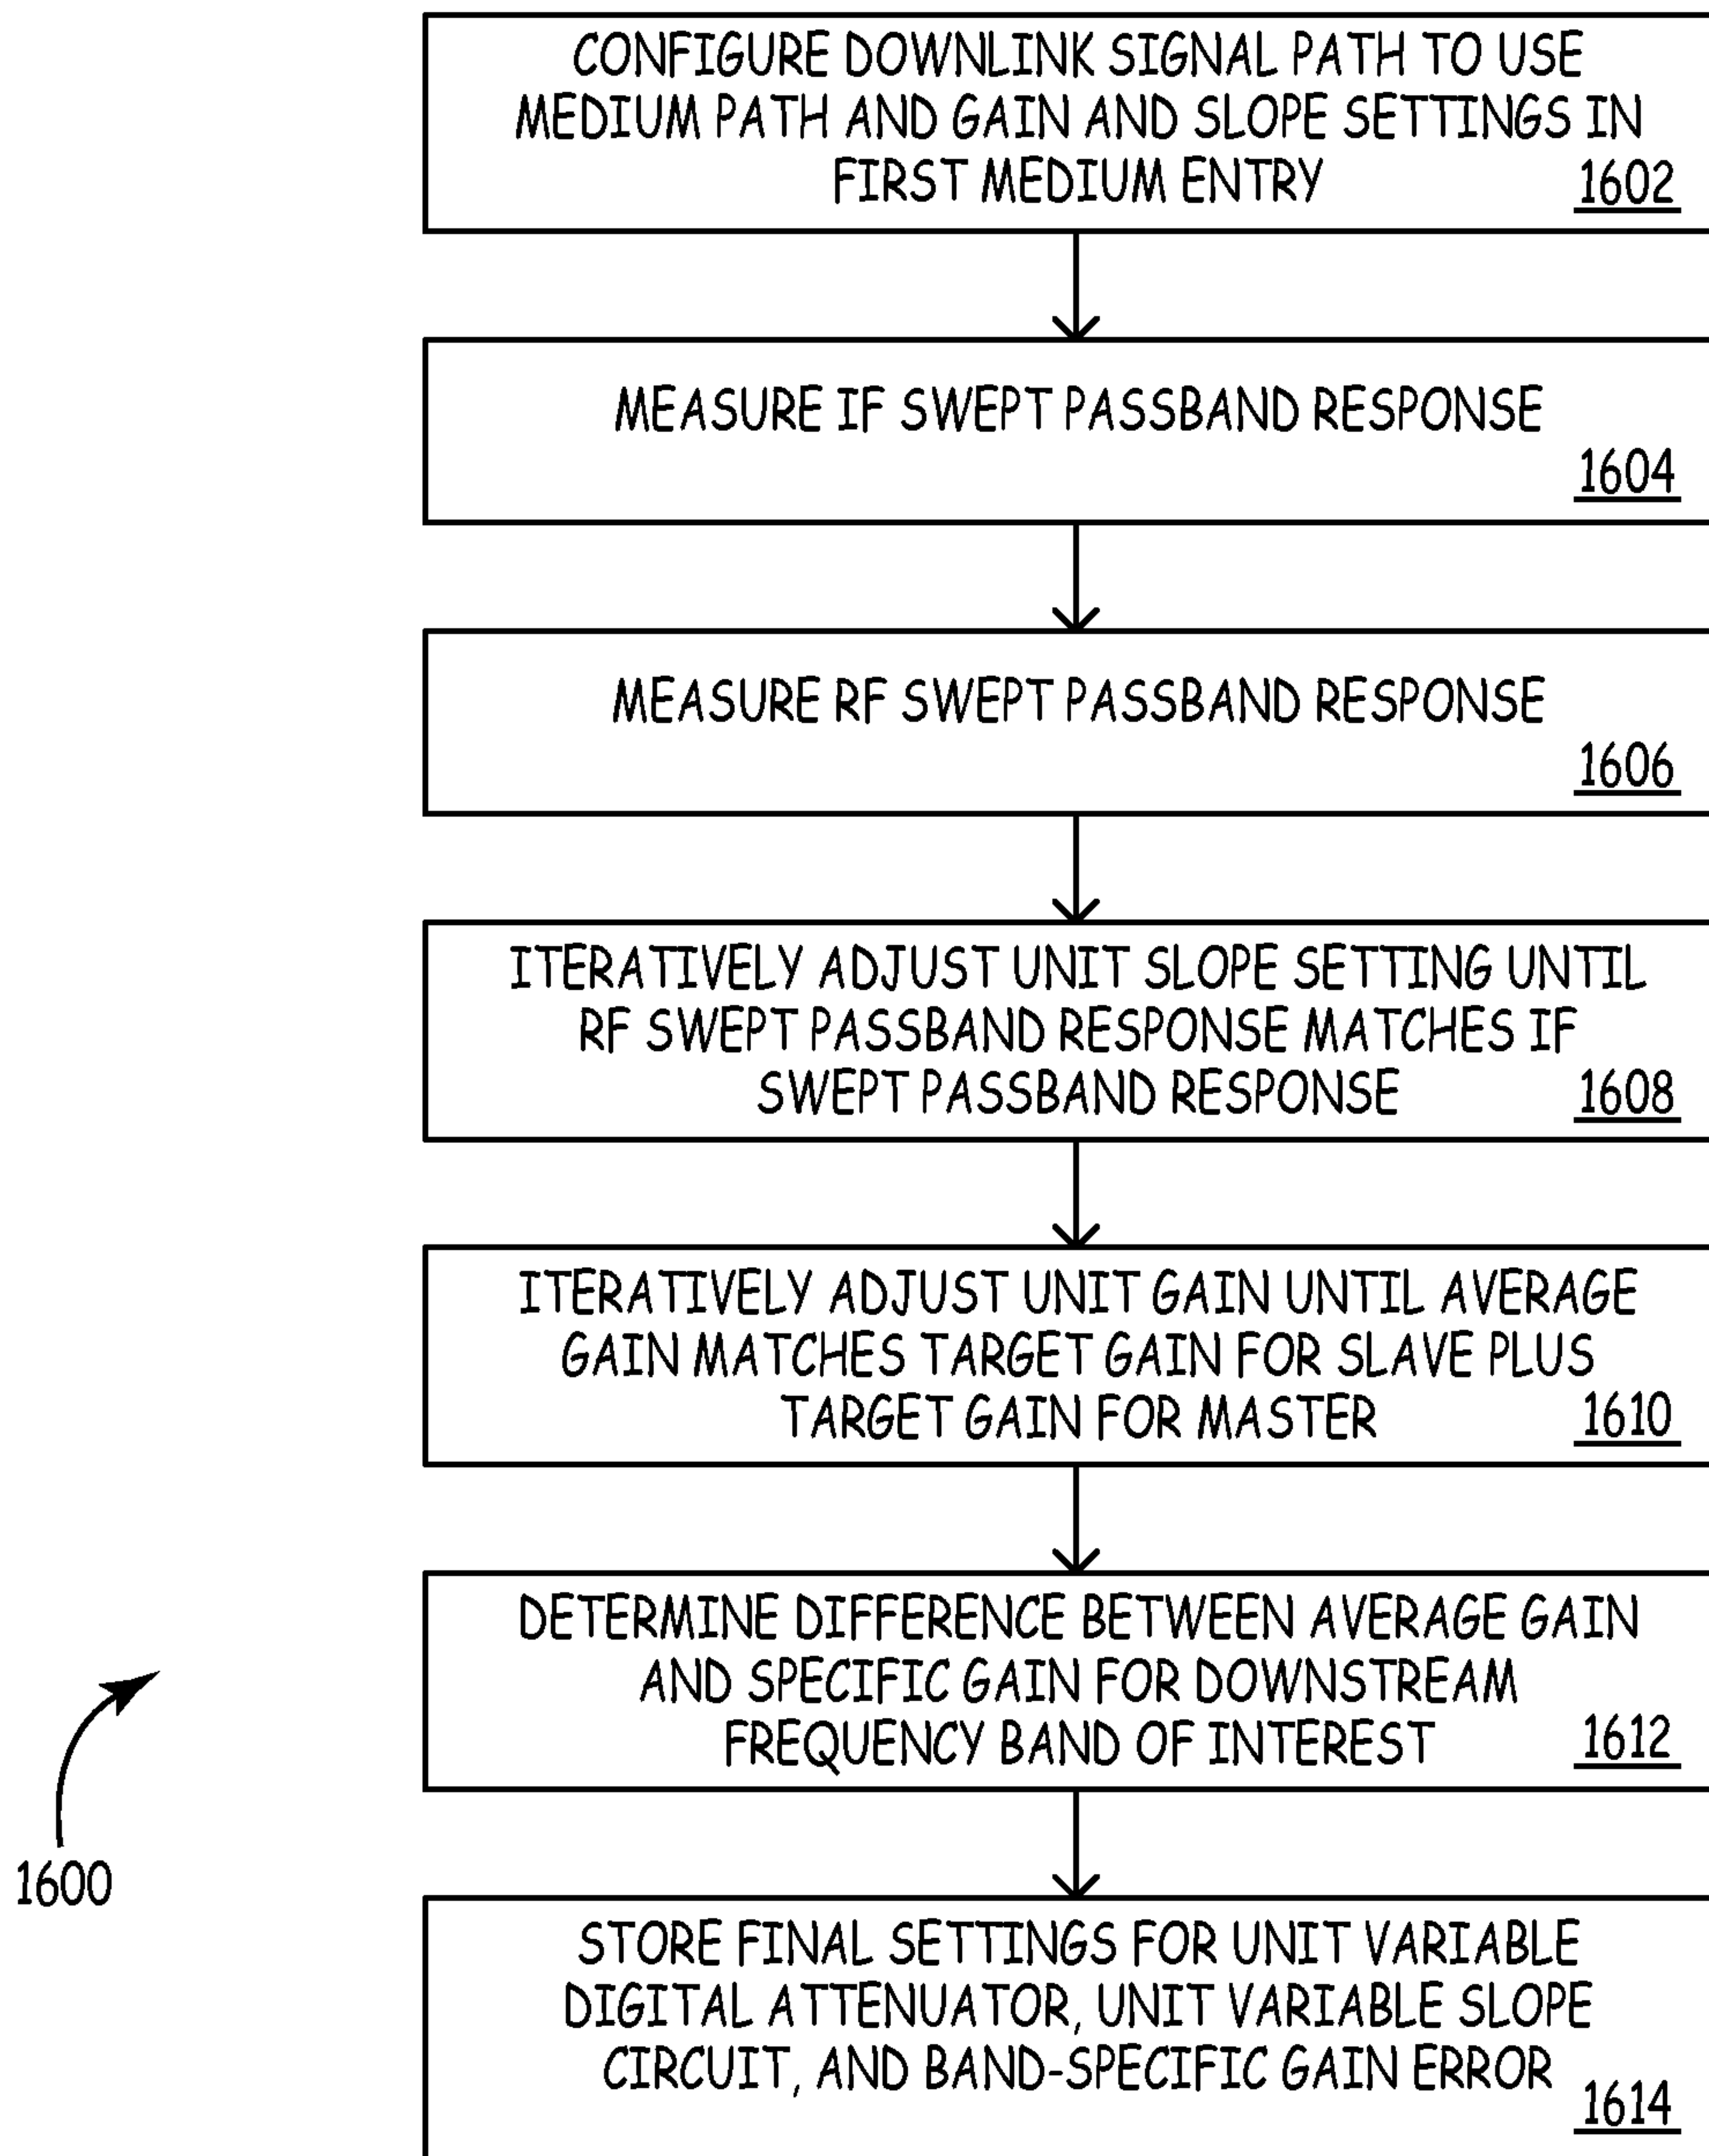 CONFIGURE DOWNLINK SIGNAL PATH TO USE
MEDIUM PATH AND GAIN AND SLOPE SETTINGS IN
FIRST MEDIUM ENTRY 1602
MEASURE IF SWEPT PASSBAND RESPONSE
1604
MEASURE RF SWEPT PASSBAND RESPONSE
1606
ITERATIVELY ADJUST UNIT SLOPE SETTING UNTIL
RF SWEPT PASSBAND RESPONSE MATCHES IF
SWEPT PASSBAND RESPONSE 1608
ITERATIVELY ADJUST UNIT GAIN UNTIL AVERAGE
GAIN MATCHES TARGET GAIN FOR SLAVE PLUS
TARGET GAIN FOR MASTER 1610
DETERMINE DIFFERENCE BETWEEN AVERAGE GAIN
AND SPECIFIC GAIN FOR DOWNSTREAM
FREQUENCY BAND OF INTEREST 1612
1600
STORE FINAL SETTINGS FOR UNIT VARIABLE
DIGITAL ATTENUATOR, UNIT VARIABLE SLOPE
CIRCUIT, AND BAND-SPECIFIC GAIN ERROR
1614